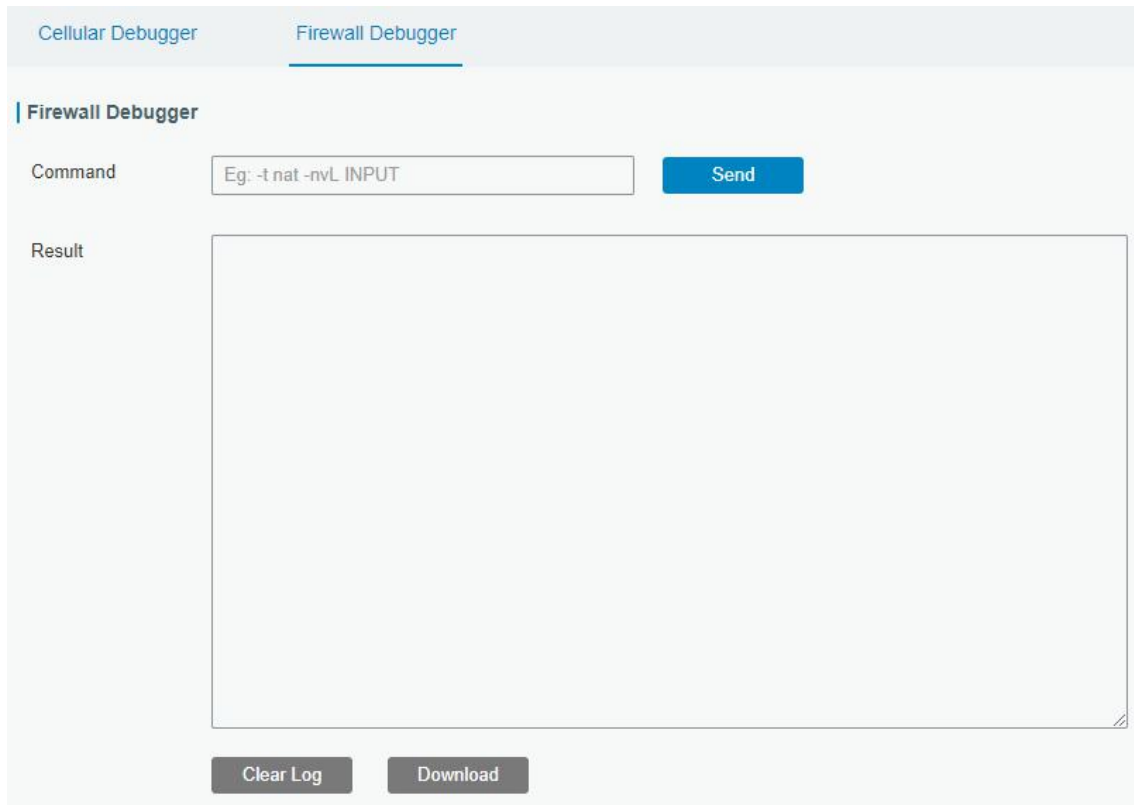 Cellular Debugger Firewall Debugger
Firewall Debugger
Command Eg: -t nat -nvL INPUT Send
Result
Clear Log Download